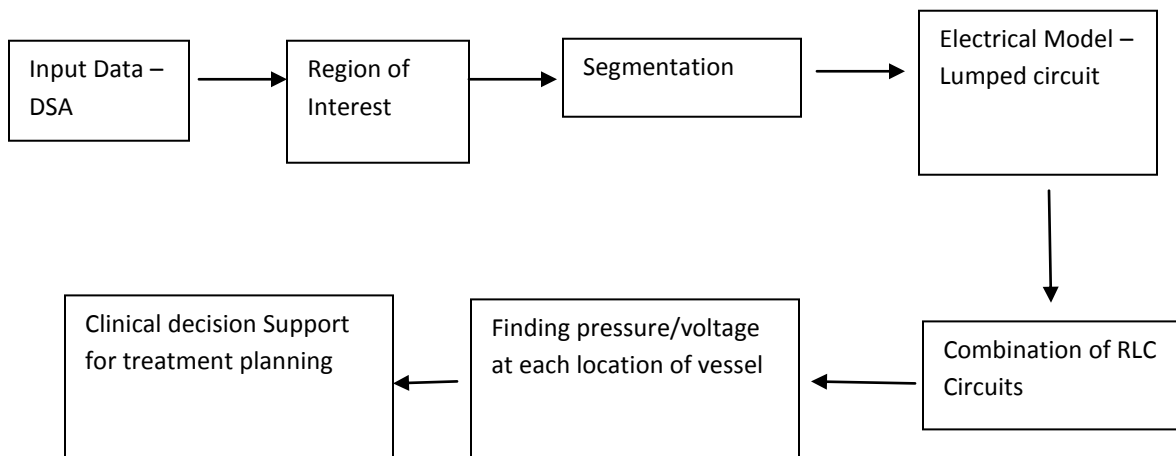 Input Data –
DSA
Region of
Interest
Segmentation
Electrical Model –
Lumped circuit
Combination of RLC
Circuits
Finding pressure/voltage
at each location of vessel
Clinical decision Support
for treatment planning